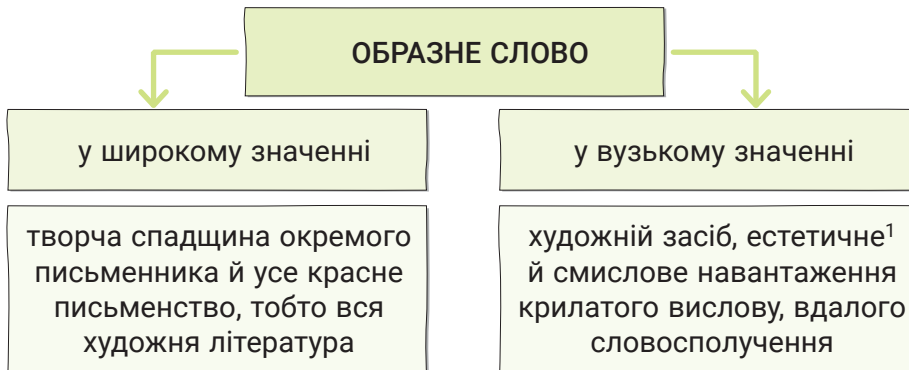 ОБРАЗНЕ СЛОВО
у широкому значенні
творча спадщина окремого
письменника й усе красне
письменство, тобто вся
художня література
у вузькому значенні
художній засіб, естетичне¹
й смислове навантаження
крилатого вислову, вдалого
словосполучення